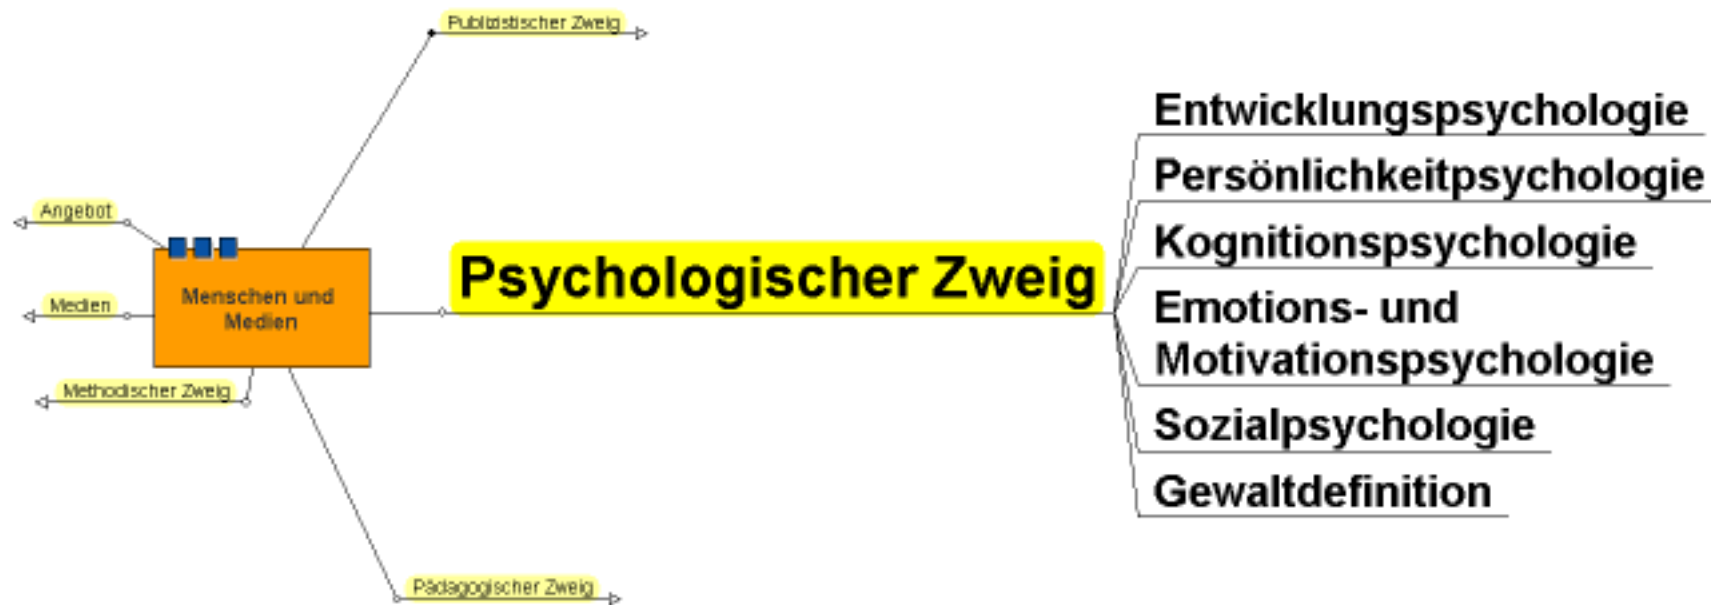 Publizistischer Zweig
Angebot
Medien
Methodischer Zweig
Menschen und
Medien
Pädagogischer Zweig
Psychologischer Zweig
Entwicklungspsychologie
Persönlichkeitpsychologie
Kognitionspsychologie
Emotions- und
Motivationspsychologie
Sozialpsychologie
Gewaltdefinition